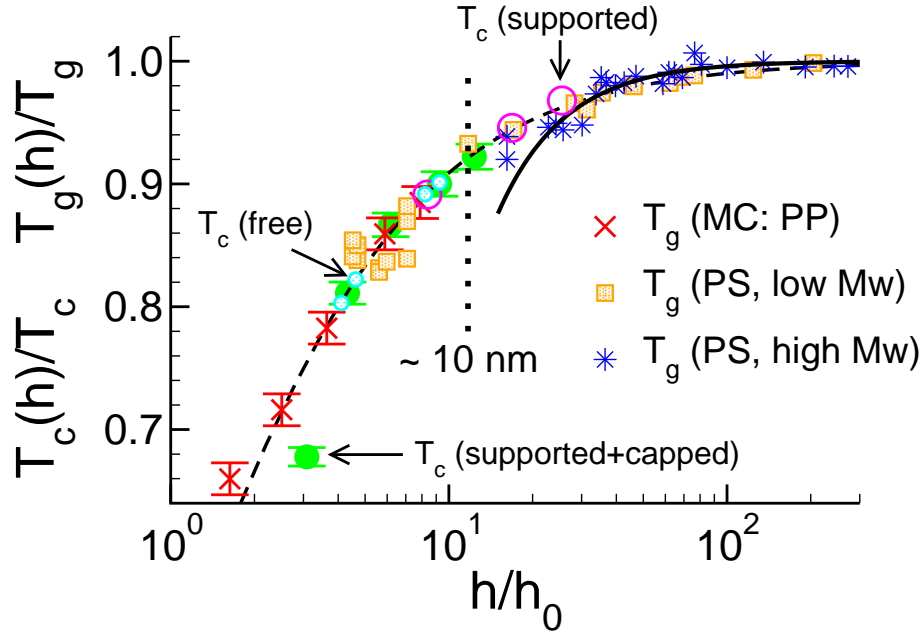 T_c (supported)
1.0
0.9
0.8
0.7
T_c(h)/T_c T_g(h)/T_g
T_c (free)
T_g (MC: PP)
T_g (PS, low Mw)
T_g (PS, high Mw)
~ 10 nm
T_c (supported+capped)
10^0
10^1
10^2
h/h_0